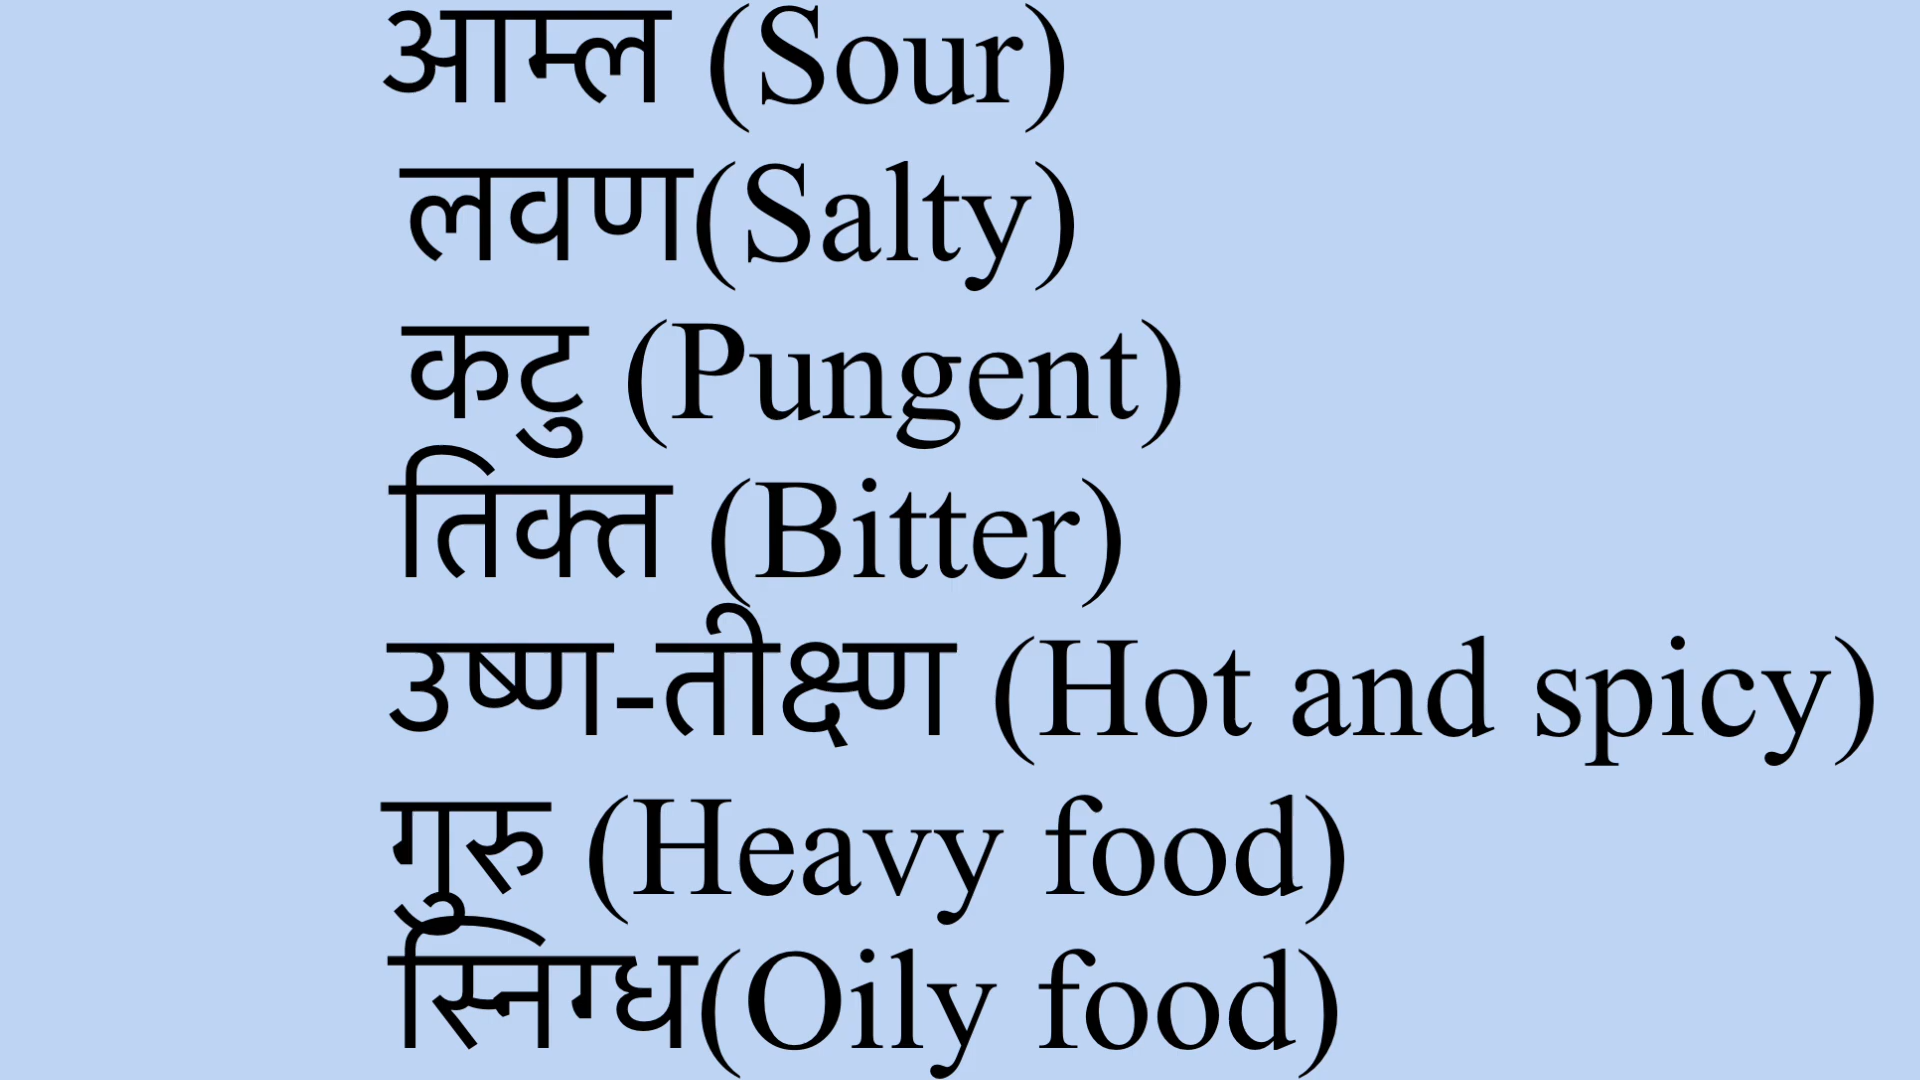 आम्ल (Sour)
लवण(Salty)
कटु (Pungent)
तिक्त (Bitter)
उष्ण-तीक्ष्ण (Hot and spicy)
गुरु (Heavy food)
स्निग्ध(Oily food)